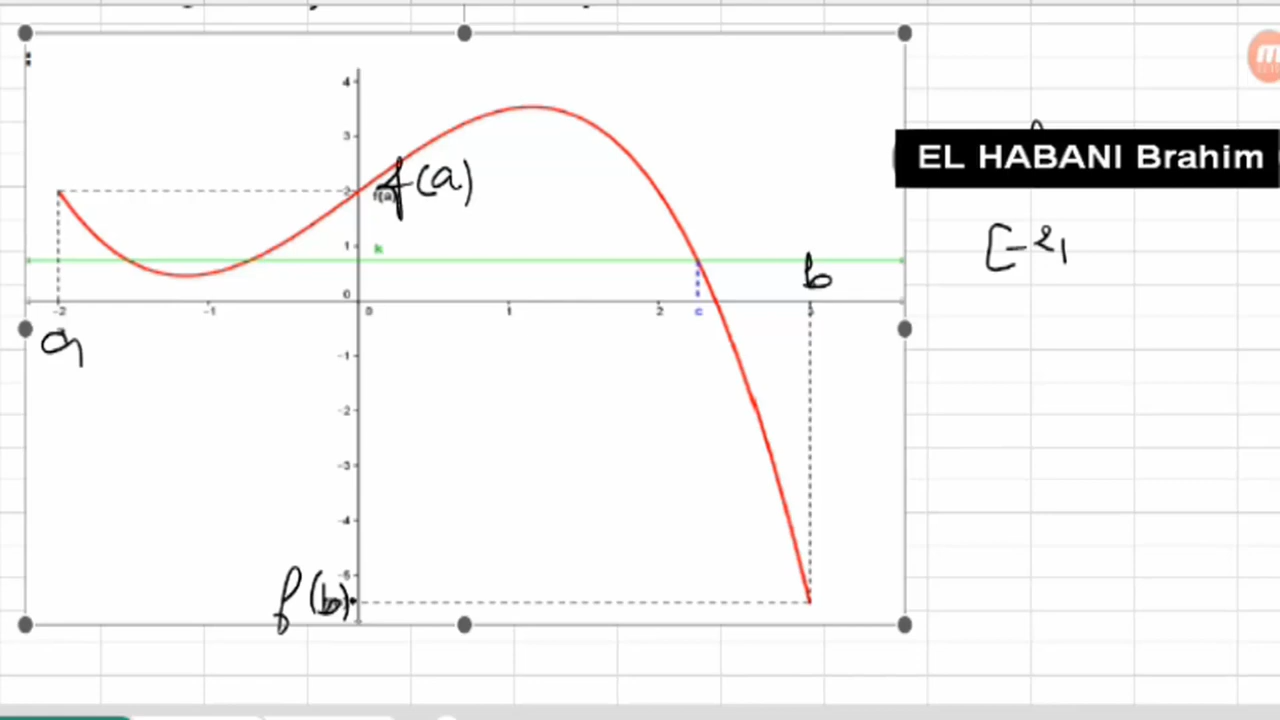 4
3
EL HABANI Brahim
2 f(a) f(a)
1 k
[-2,
b
0
-2 -1 0 1 2 c 3
a
-1
-2
-3
-4
-5
f(b)